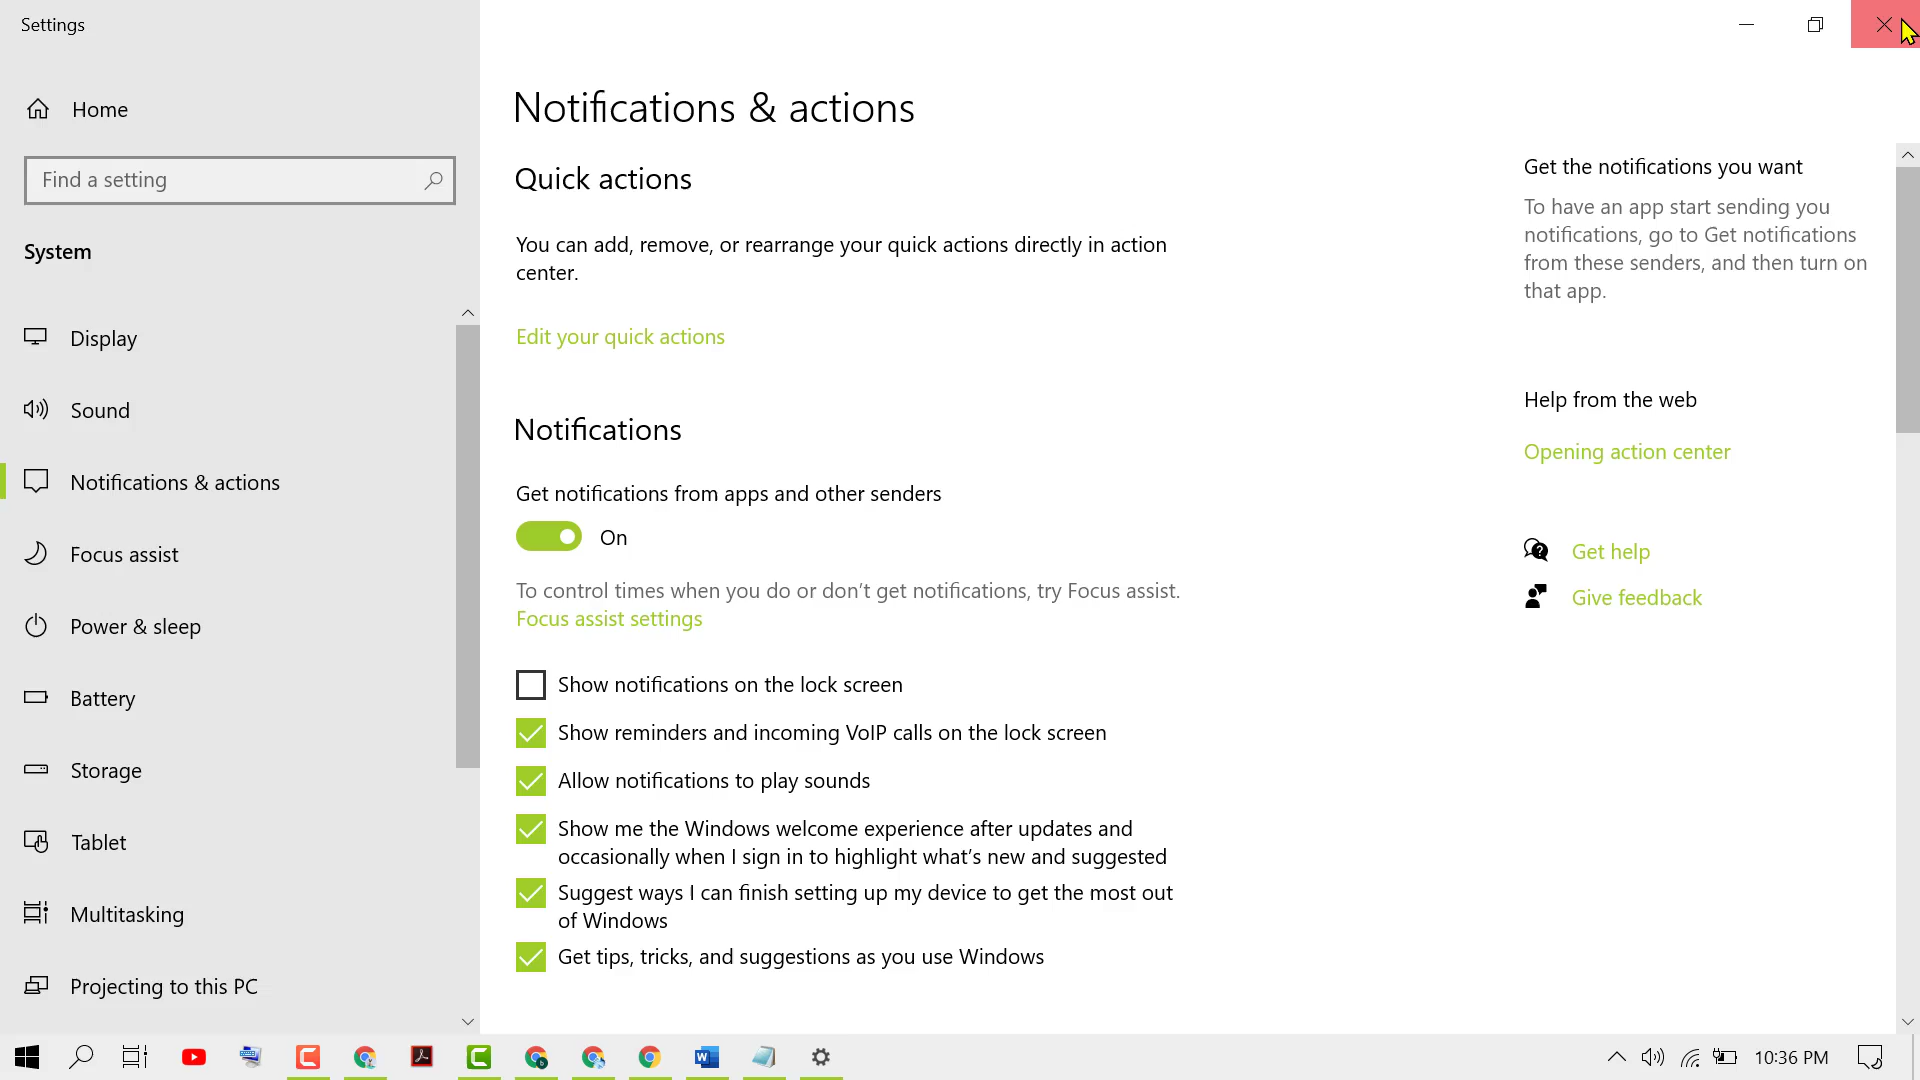 Settings
Home
Find a setting
System
Display
Sound
Notifications & actions
Focus assist
Power & sleep
Battery
Storage
Tablet
Multitasking
Projecting to this PC
Notifications & actions
Quick actions
You can add, remove, or rearrange your quick actions directly in action
center.
Edit your quick actions
Notifications
Get notifications from apps and other senders
On
To control times when you do or don't get notifications, try Focus assist.
Focus assist settings
Show notifications on the lock screen
Show reminders and incoming VoIP calls on the lock screen
Allow notifications to play sounds
Show me the Windows welcome experience after updates and
occasionally when I sign in to highlight what's new and suggested
Suggest ways I can finish setting up my device to get the most out
of Windows
Get tips, tricks, and suggestions as you use Windows
Get the notifications you want
To have an app start sending you
notifications, go to Get notifications
from these senders, and then turn on
that app.
Help from the web
Opening action center
Get help
Give feedback
10:36 PM